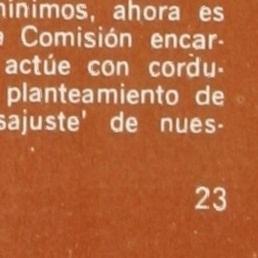 mínimos, ahora es
Comisión encar-
actúe con cordu-
planteamiento de
sajuste' de nues-
23